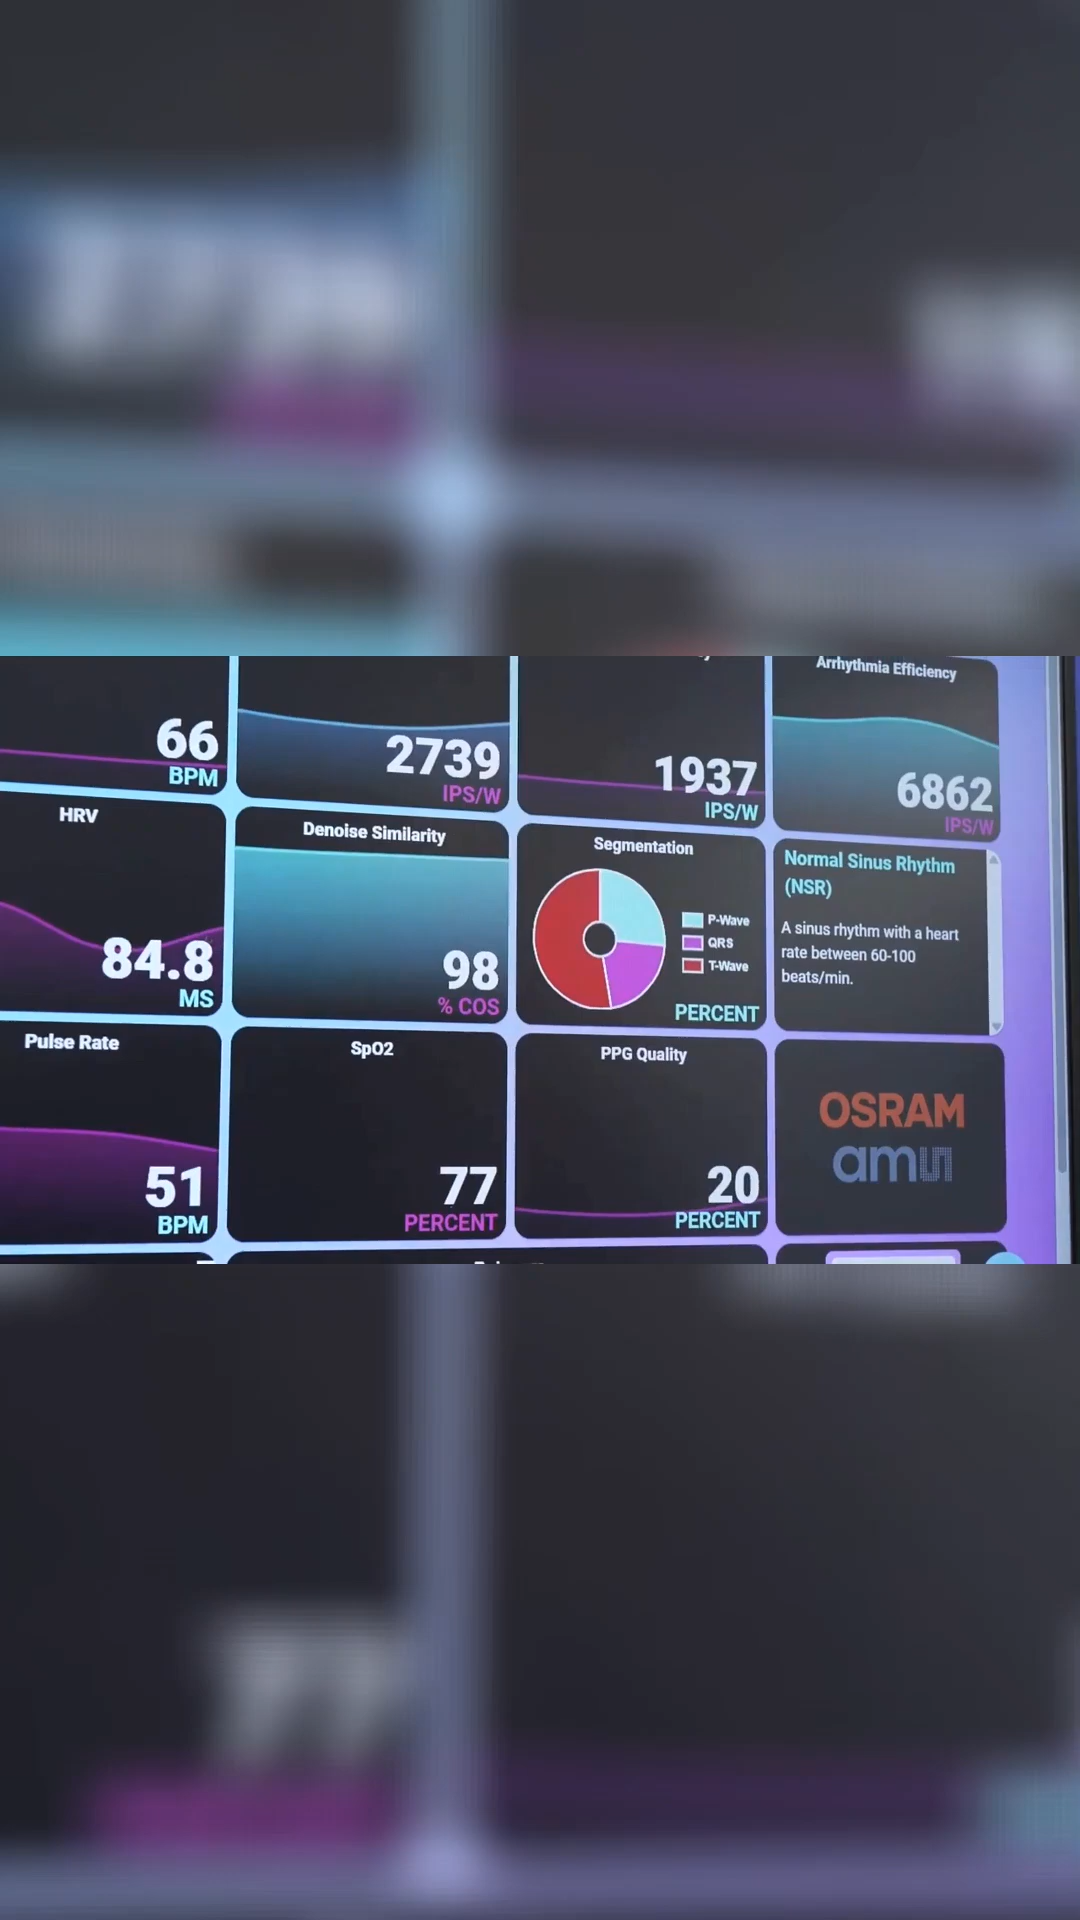 Arrhythmia Efficiency
66
BPM
2739
IPS/W
1937
IPS/W
6862
IPS/W
HRV
84.8
MS
Denoise Similarity
98
% COS
Segmentation
P-Wave
QRS
T-Wave
PERCENT
Normal Sinus Rhythm
(NSR)
A sinus rhythm with a heart
rate between 60-100
beats/min.
Pulse Rate
51
BPM
SpO2
77
PERCENT
PPG Quality
20
PERCENT
OSRAM
amu